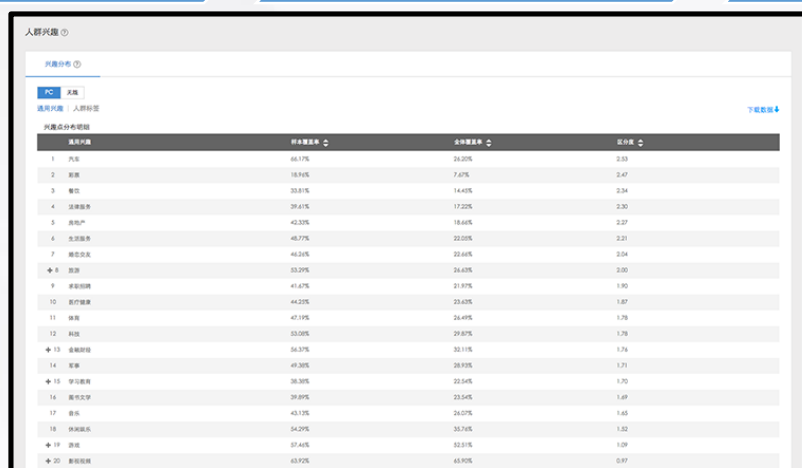 人群兴趣 ?
兴趣分布 ?
PC 无线
通用兴趣 | 人群标签
下载数据
兴趣点分布明细
通用兴趣 样本覆盖率 全体覆盖率 区分度
1 汽车 66.17% 26.20% 2.53
2 彩票 18.96% 7.67% 2.47
3 餐饮 33.81% 14.45% 2.34
4 法律服务 39.61% 17.22% 2.30
5 房地产 42.33% 18.66% 2.27
6 生活服务 48.77% 22.05% 2.21
7 婚恋交友 46.26% 22.66% 2.04
+ 8 旅游 53.29% 26.63% 2.00
9 求职招聘 41.67% 21.97% 1.90
10 医疗健康 44.25% 23.63% 1.87
11 体育 47.19% 26.49% 1.78
12 科技 53.08% 29.87% 1.78
+ 13 金融财经 56.37% 32.11% 1.76
14 军事 49.38% 28.93% 1.71
+ 15 学习教育 38.38% 22.54% 1.70
16 图书文学 39.89% 23.54% 1.69
17 音乐 43.13% 26.07% 1.65
18 休闲娱乐 54.29% 35.76% 1.52
+ 19 游戏 57.46% 52.51% 1.09
+ 20 影视视频 63.92% 65.90% 0.97